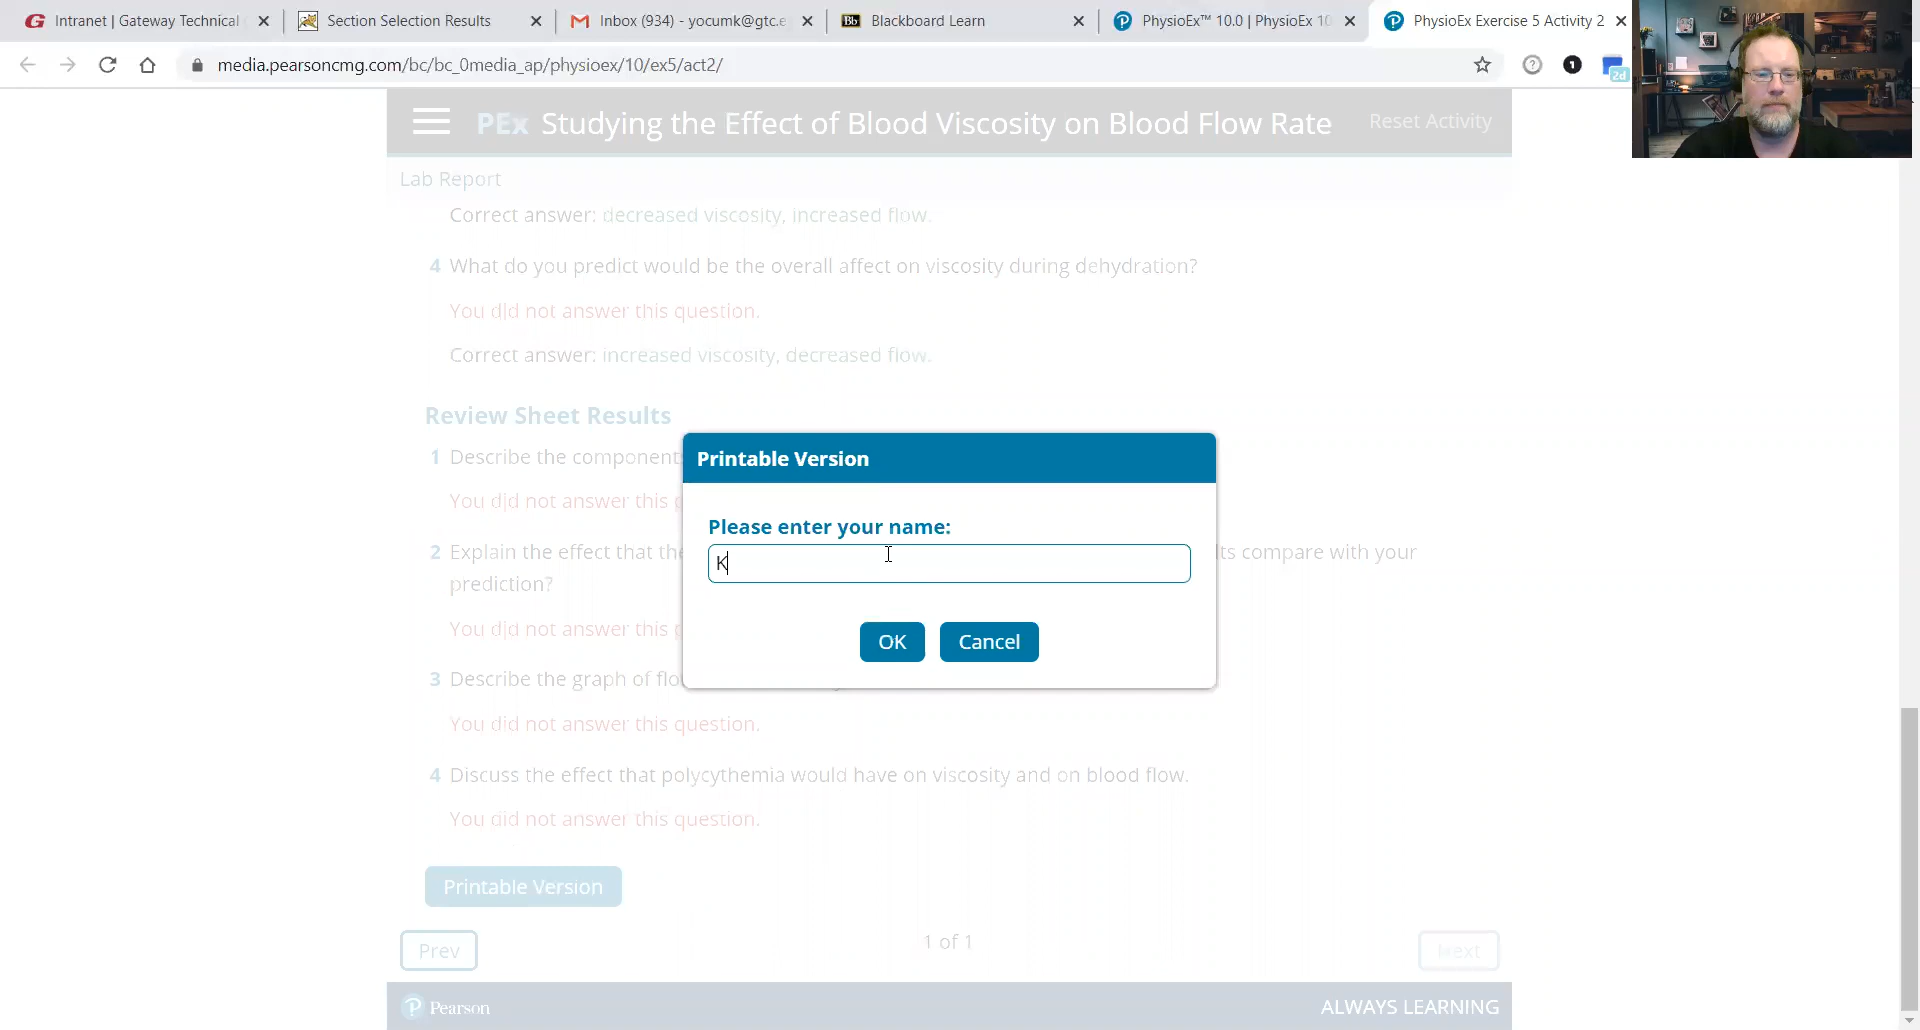 Intranet | Gateway Technical
Section Selection Results
Inbox (934) - yocumk@gtc.e
Blackboard Learn
PhysioEx™ 10.0 | PhysioEx 10
PhysioEx Exercise 5 Activity 2
media.pearsoncmg.com/bc/bc_0media_ap/physioex/10/ex5/act2/
2d
PEx Studying the Effect of Blood Viscosity on Blood Flow Rate
Reset Activity
Lab Report
Correct answer: decreased viscosity, increased flow.
4 What do you predict would be the overall affect on viscosity during dehydration?
You did not answer this question.
Correct answer: increased viscosity, decreased flow.
Review Sheet Results
1 Describe the component
You did not answer this
2 Explain the effect that the
lts compare with your
prediction?
You did not answer this
3 Describe the graph of flo
You did not answer this question.
4 Discuss the effect that polycythemia would have on viscosity and on blood flow.
You did not answer this question.
Printable Version
Please enter your name:
K
OK
Cancel
Printable Version
Prev
1 of 1
Next
Pearson
ALWAYS LEARNING